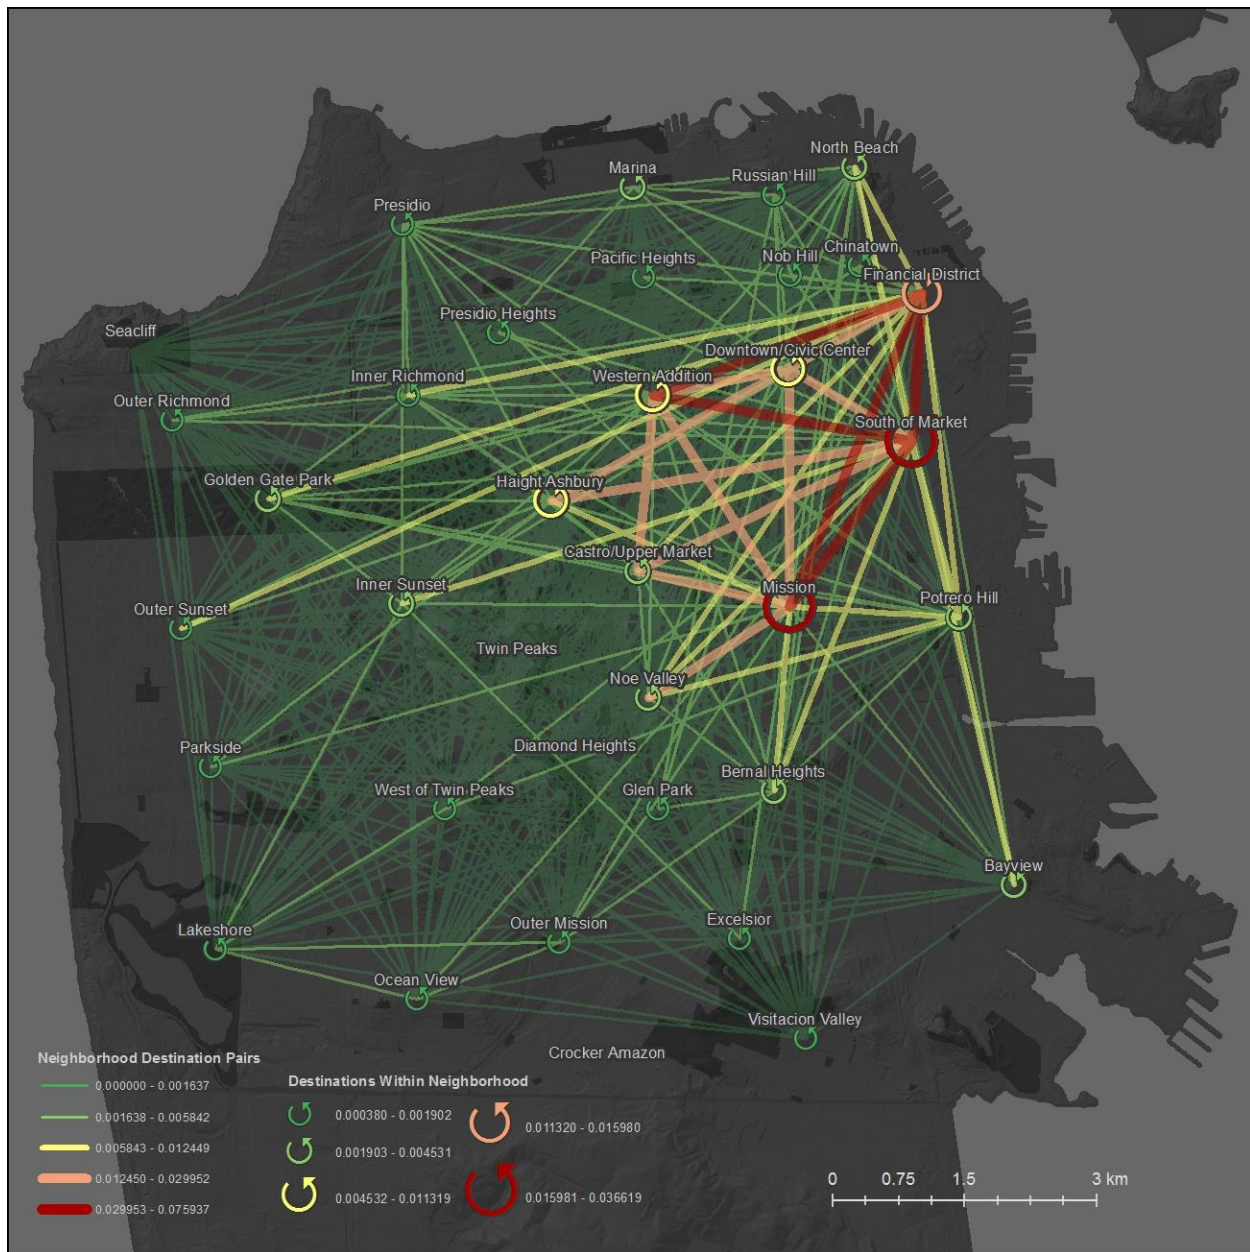 North Beach
Marina
Russian Hill
Presidio
Chinatown
Pacific Heights
Nob Hill
Financial District
Presidio Heights
Seacliff
Downtown/Civic Center
Inner Richmond
Western Addition
Outer Richmond
South of Market
Golden Gate Park
Haight Ashbury
Castro/Upper Market
Inner Sunset
Mission
Outer Sunset
Potrero Hill
Twin Peaks
Noe Valley
Parkside
Diamond Heights
Bernal Heights
West of Twin Peaks
Glen Park
Bayview
Lakeshore
Outer Mission
Excelsior
Ocean View
Visitacion Valley
Crocker Amazon
Neighborhood Destination Pairs
0.000000 - 0.001637
0.001638 - 0.005842
0.005843 - 0.012449
0.012450 - 0.029952
0.029953 - 0.075937
Destinations Within Neighborhood
0.000380 - 0.001902
0.001903 - 0.004531
0.004532 - 0.011319
0.011320 - 0.015980
0.015981 - 0.036619
0 0.75 1.5 3 km